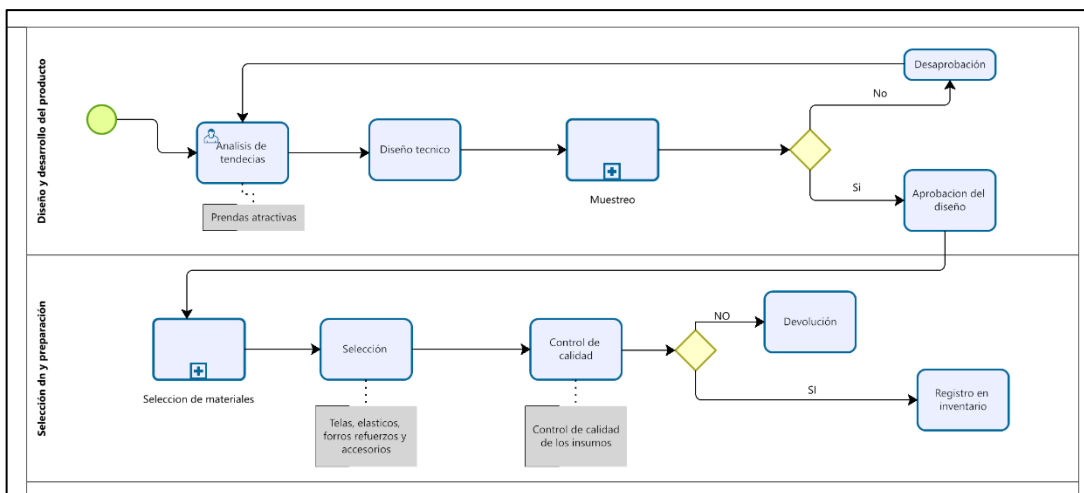 Diseño y desarrollo del producto
Desaprobación
No
Analisis de
tendecias
Diseño tecnico
Muestreo
Si
Aprobacion del
diseño
Prendas atractivas
Selección dn y preparación
Seleccion de materiales
Selección
Control de
calidad
NO
Devolución
SI
Registro en
inventario
Telas, elasticos,
forros refuerzos y
accesorios
Control de calidad
de los insumos